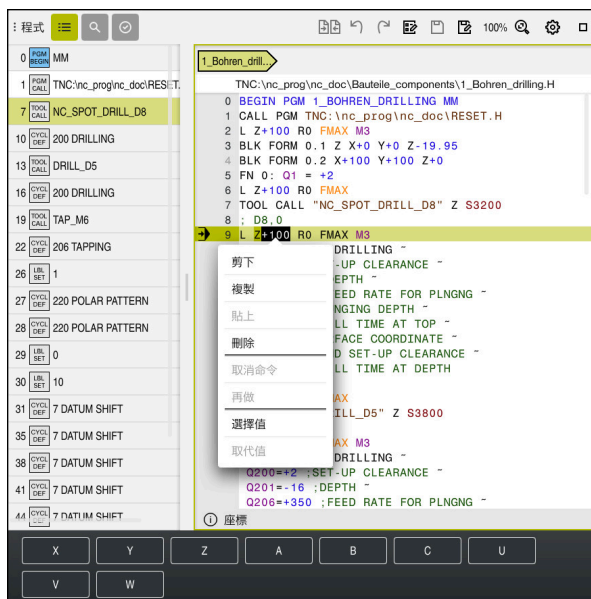 程式
100%
0 PGM BEGIN MM
1 PGM CALL TNC:\nc_prog\nc_doc\RESET.
7 TOOL CALL NC_SPOT_DRILL_D8
10 CYCL DEF 200 DRILLING
13 TOOL CALL DRILL_D5
16 CYCL DEF 200 DRILLING
19 TOOL CALL TAP_M6
22 CYCL DEF 206 TAPPING
26 LBL SET 1
27 CYCL DEF 220 POLAR PATTERN
28 CYCL DEF 220 POLAR PATTERN
29 LBL SET 0
30 LBL SET 10
31 CYCL DEF 7 DATUM SHIFT
35 CYCL DEF 7 DATUM SHIFT
38 CYCL DEF 7 DATUM SHIFT
41 CYCL DEF 7 DATUM SHIFT
44 CYCL DEF 7 DATUM SHIFT
1_Bohren_drill...
TNC:\nc_prog\nc_doc\Bauteile_components\1_Bohren_drilling.H
0 BEGIN PGM 1_BOHREN_DRILLING MM
1 CALL PGM TNC:\nc_prog\nc_doc\RESET.H
2 L Z+100 R0 FMAX M3
3 BLK FORM 0.1 Z X+0 Y+0 Z-19.95
4 BLK FORM 0.2 X+100 Y+100 Z+0
5 FN 0: Q1 = +2
6 L Z+100 R0 FMAX
7 TOOL CALL "NC_SPOT_DRILL_D8" Z S3200
8 ; D8,0
9 L Z+100 R0 FMAX M3
DRILLING ~
-UP CLEARANCE ~
EPTH ~
EED RATE FOR PLNGNG ~
NGING DEPTH ~
LL TIME AT TOP ~
FACE COORDINATE ~
D SET-UP CLEARANCE ~
LL TIME AT DEPTH
AX
ILL_D5" Z S3800
AX M3
DRILLING ~
Q200=+2 ;SET-UP CLEARANCE ~
Q201=-16 ;DEPTH ~
Q206=+350 ;FEED RATE FOR PLNGNG ~
剪下
複製
貼上
刪除
取消命令
再做
選擇值
取代值
座標
X Y Z A B C U
V W